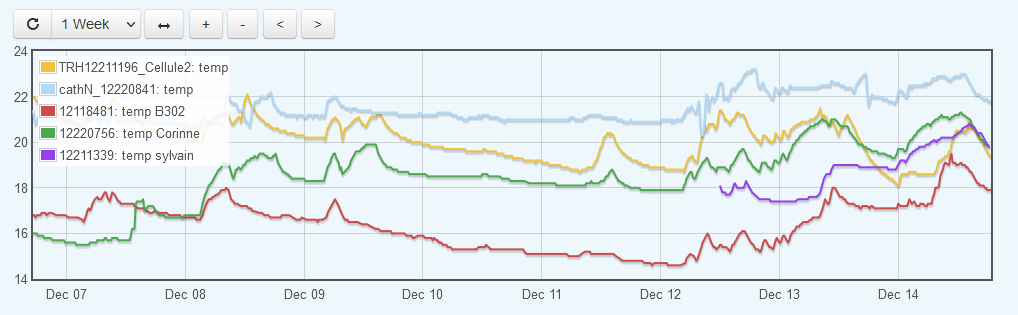 1 Week + - < >
24
22
20
18
16
14
TRH12211196_Cellule2: temp
cathN_12220841: temp
12118481: temp B302
12220756: temp Corinne
12211339: temp sylvain
Dec 07 Dec 08 Dec 09 Dec 10 Dec 11 Dec 12 Dec 13 Dec 14